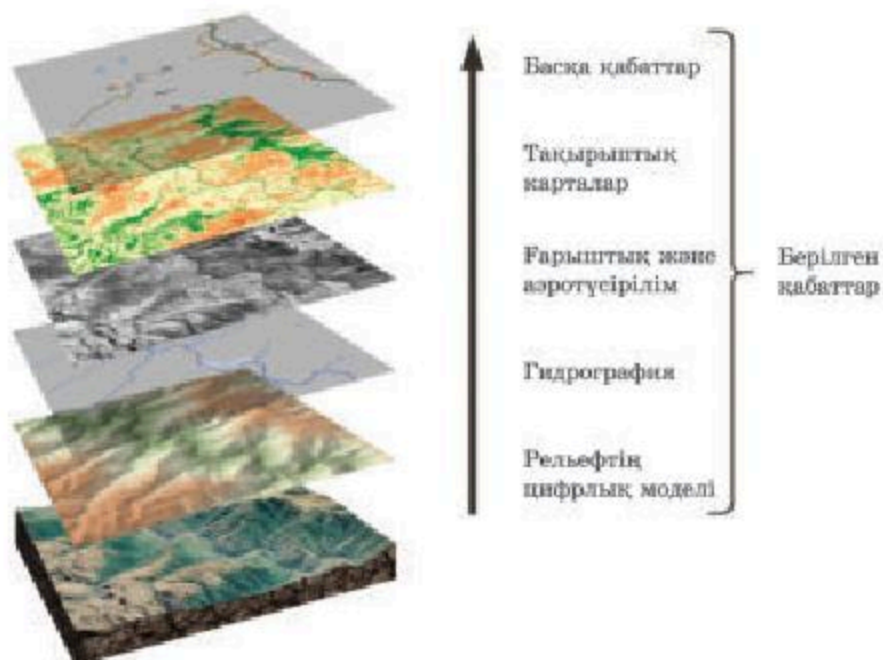 Басқа қабаттар
Тақырыптық
карталар
Ғарыштық және
аэротүсірілім
Гидрография
Рельефтің
цифрлық моделі
Берілген
қабаттар